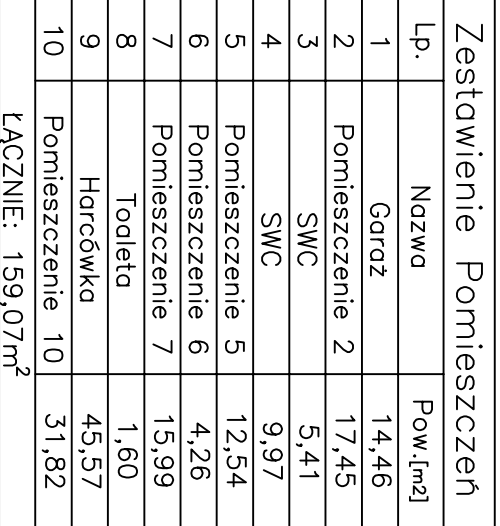 Zestawienie Pomieszczeń
Lp. Nazwa Pow.[m2]
1 Garaż 14,46
2 Pomieszczenie 2 17,45
3 SWC 5,41
4 SWC 9,97
5 Pomieszczenie 5 12,54
6 Pomieszczenie 6 4,26
7 Pomieszczenie 7 15,99
8 Toaleta 1,60
9 Harcówka 45,57
10 Pomieszczenie 10 31,82
ŁĄCZNIE: 159,07m²